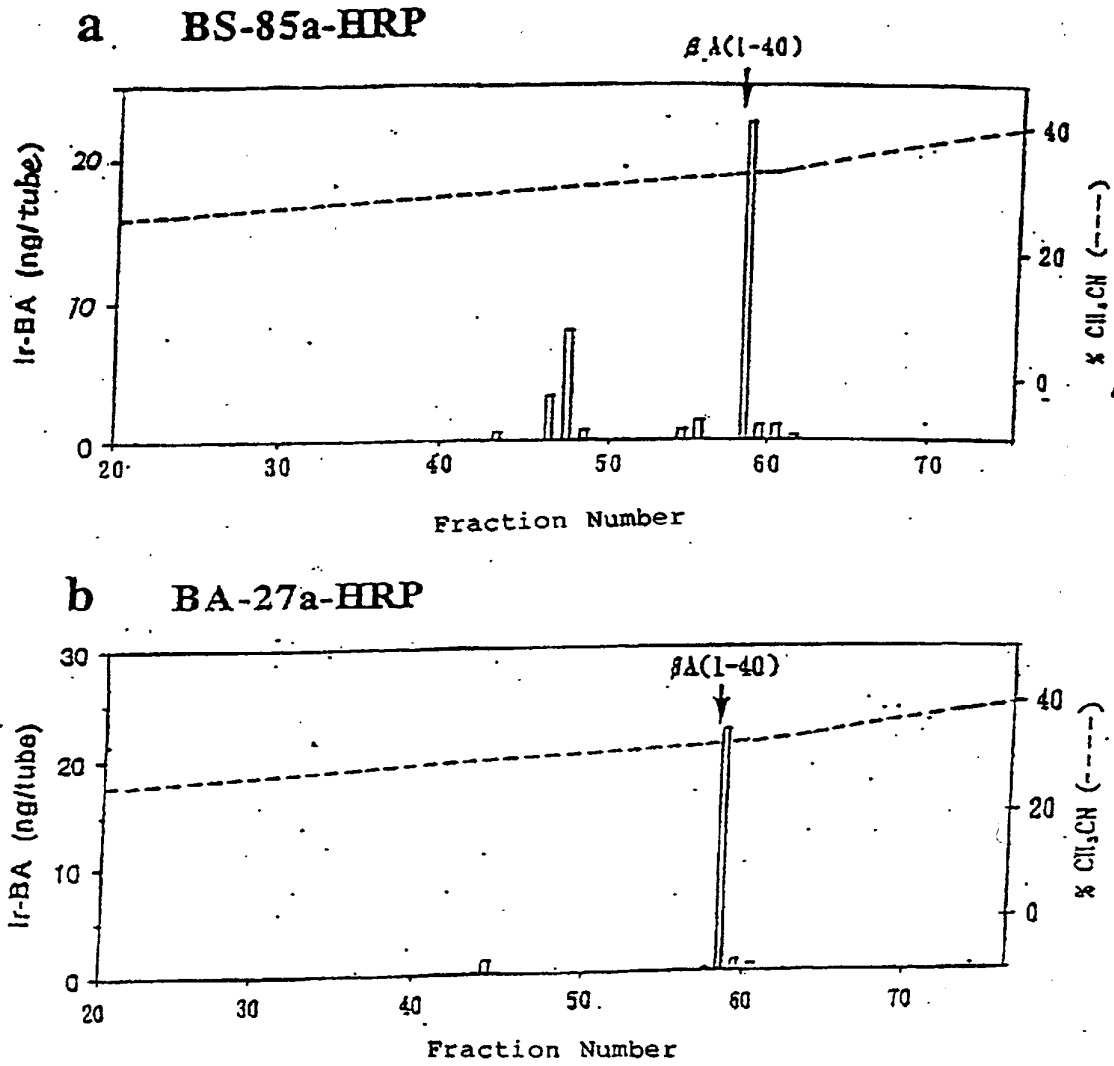 a BS-85a-HRP
β A(1-40)
Ir-BA (ng/tube)
20
10
0
40
20
0
% CH₃CN (---)
20 30 40 50 60 70
Fraction Number
b BA-27a-HRP
βA(1-40)
Ir-BA (ng/tube)
30
20
10
0
40
20
0
% CH₃CN (----)
20 30 40 50 60 70
Fraction Number